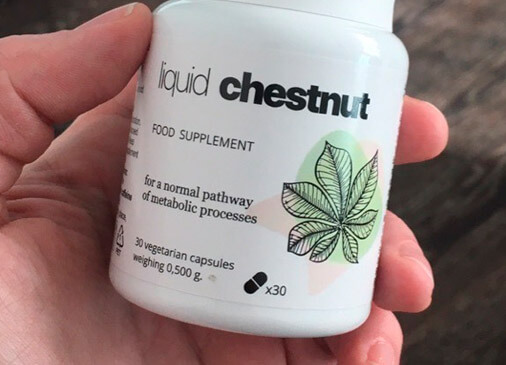 liquid chestnut
FOOD SUPPLEMENT
for a normal pathway
of metabolic processes
30 vegetarian capsules
weighing 0,500 g.
x30